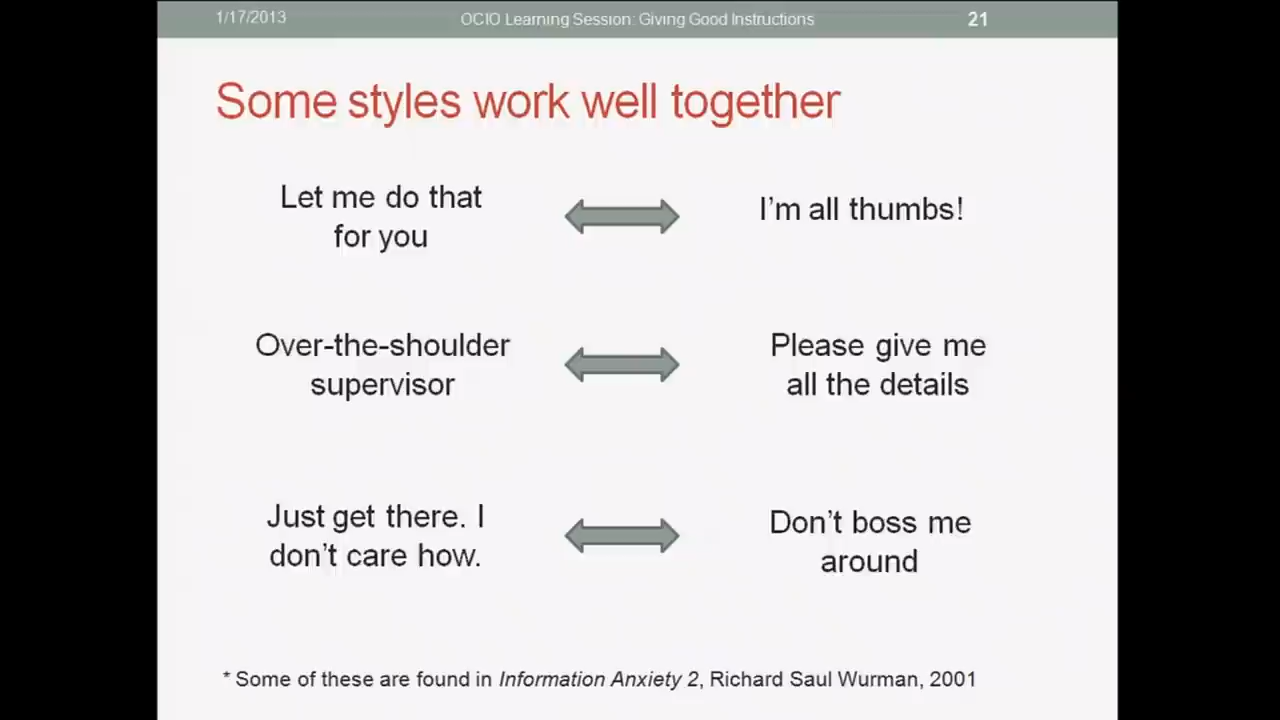 1/17/2013
OCIO Learning Session: Giving Good Instructions
21
Some styles work well together
Let me do that
for you
I'm all thumbs!
Over-the-shoulder
supervisor
Please give me
all the details
Just get there. I
don't care how.
Don't boss me
around
* Some of these are found in Information Anxiety 2, Richard Saul Wurman, 2001